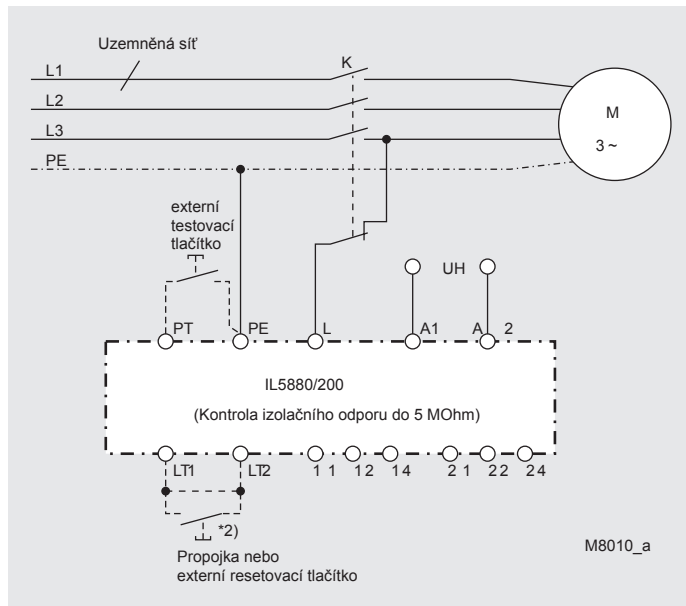 Uzemněná síť
K
L1
L2
L3
PE
M
3 ~
externí
testovací
tlačítko
UH
PT PE L A1 A 2
IL5880/200
(Kontrola izolačního odporu do 5 MOhm)
LT1 LT2 1 1 1 2 1 4 2 1 2 2 2 4
*2)
Propojka nebo
externí resetovací tlačítko
M8010_a